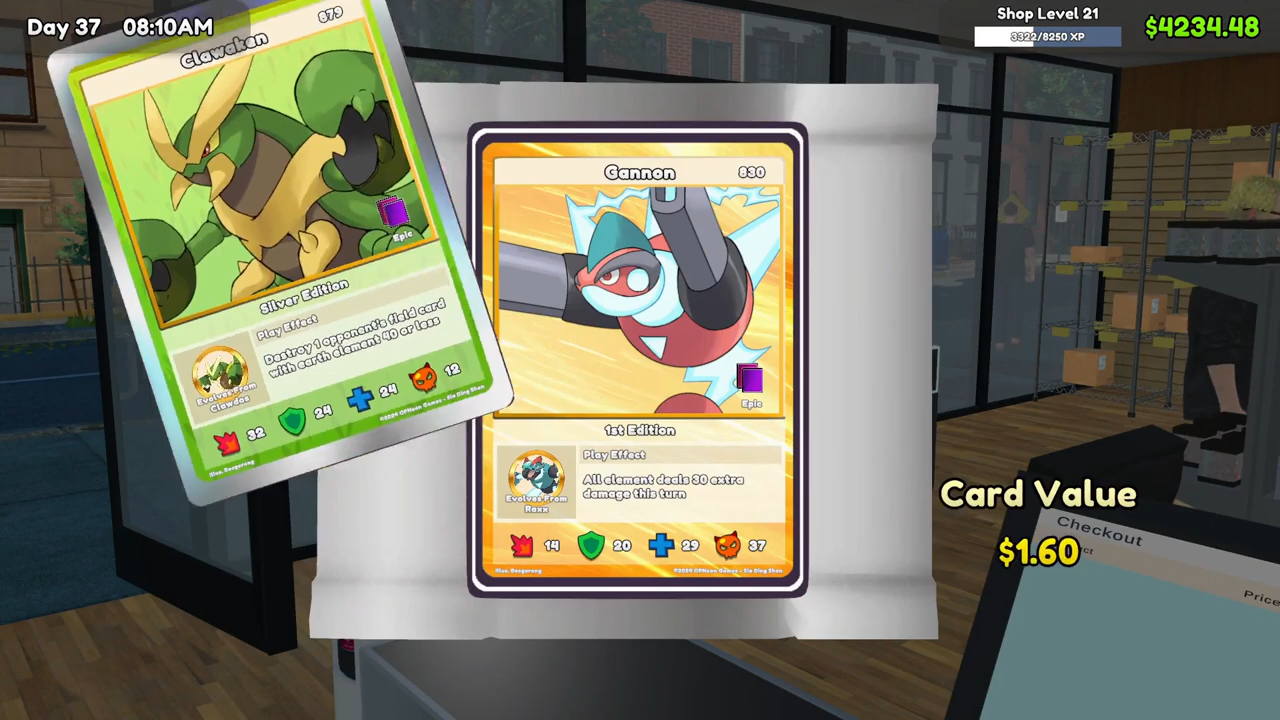 Day 37 08:10AM
Shop Level 21
3322/8250 XP
$4234.48
Clawaken
879
Epic
Silver Edition
Play Effect
Destroy 1 opponent's field card
with earth element 40 or less
Evolves From
Clawdos
32 24 24 12
Gannon 830
Epic
1st Edition
Play Effect
All element deals 30 extra
damage this turn
Evolves From
Raxx
14 20 29 37
Card Value
$1.60
Checkout
Price